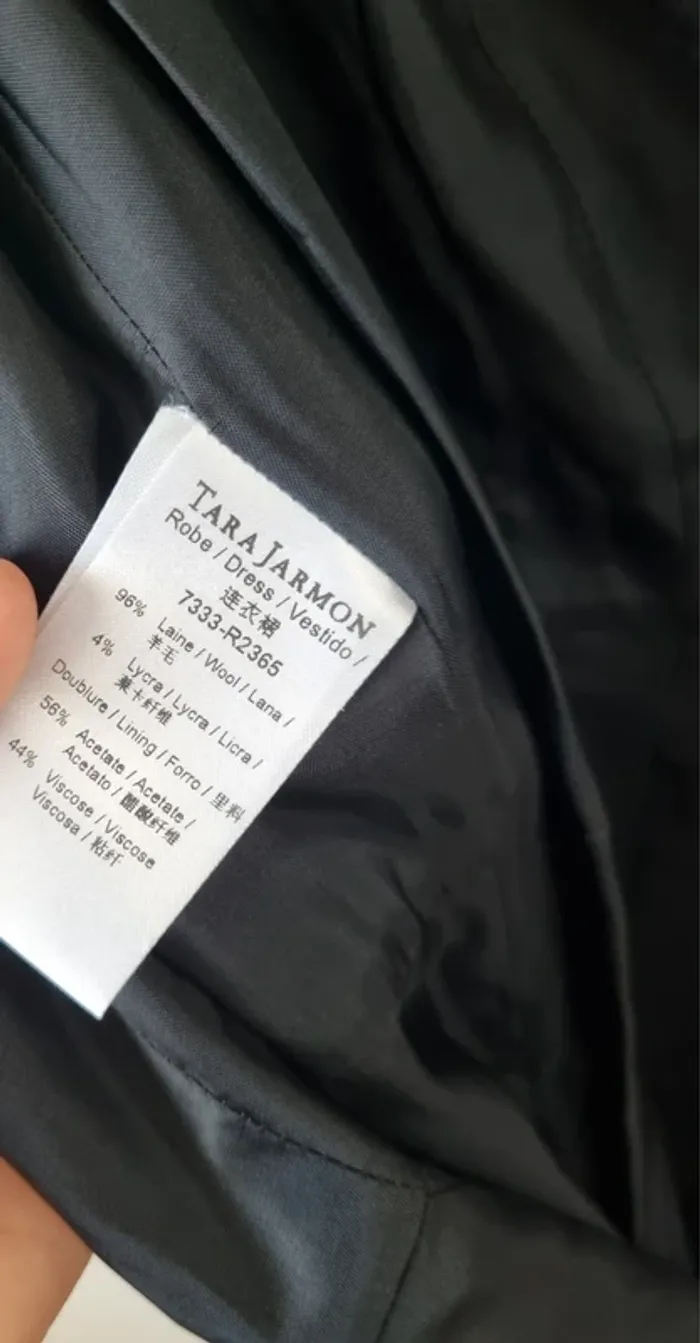 TARA JARMON
Robe / Dress / Vestido /
连衣裙
7333-R2365
96% Laine / Wool / Lana /
羊毛
4% Lycra / Lycra / Licra /
莱卡纤维
Doublure / Lining / Forro / 里料
56% Acetate / Acetate /
Acetato / 醋酸纤维
44% Viscose / Viscose
Viscosa / 粘纤